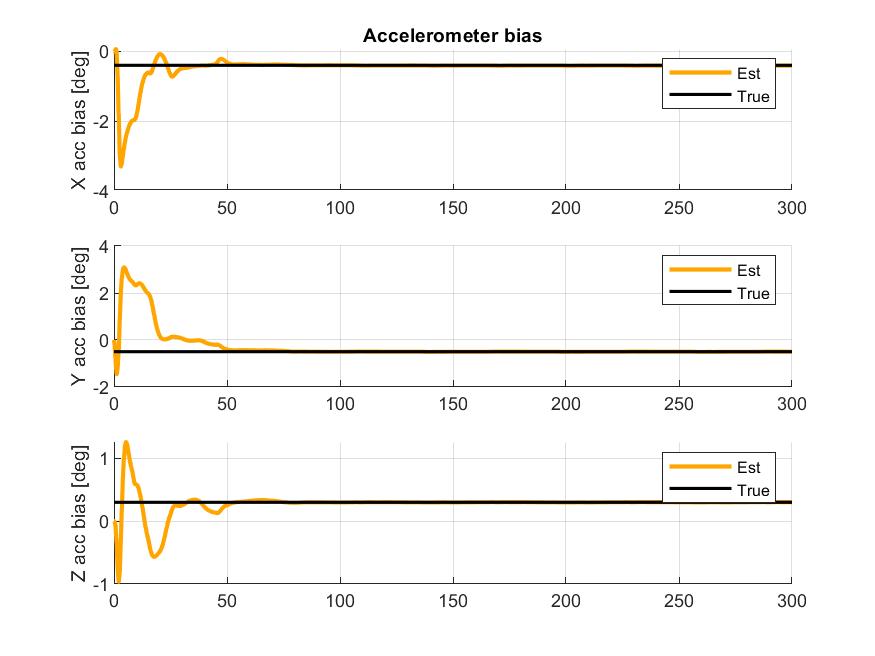 Accelerometer bias
X acc bias [deg]
0
-2
-4
Est
True
0 50 100 150 200 250 300
Y acc bias [deg]
4
2
0
-2
Est
True
0 50 100 150 200 250 300
Z acc bias [deg]
1
0
-1
Est
True
0 50 100 150 200 250 300